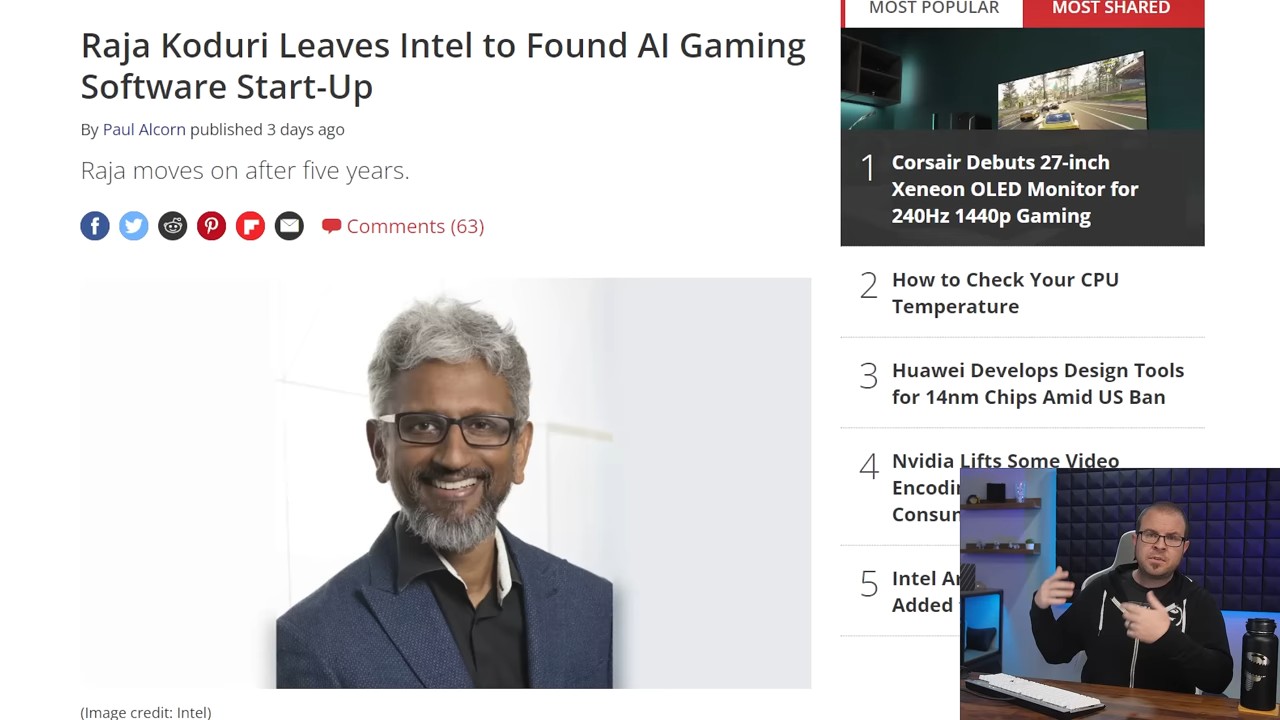 Raja Koduri Leaves Intel to Found AI Gaming
Software Start-Up
By Paul Alcorn published 3 days ago
Raja moves on after five years.
Comments (63)
(Image credit: Intel)
MOST POPULAR
MOST SHARED
1
Corsair Debuts 27-inch
Xeneon OLED Monitor for
240Hz 1440p Gaming
2
How to Check Your CPU
Temperature
3
Huawei Develops Design Tools
for 14nm Chips Amid US Ban
4
Nvidia Lifts Some Video
5
Intel
Added